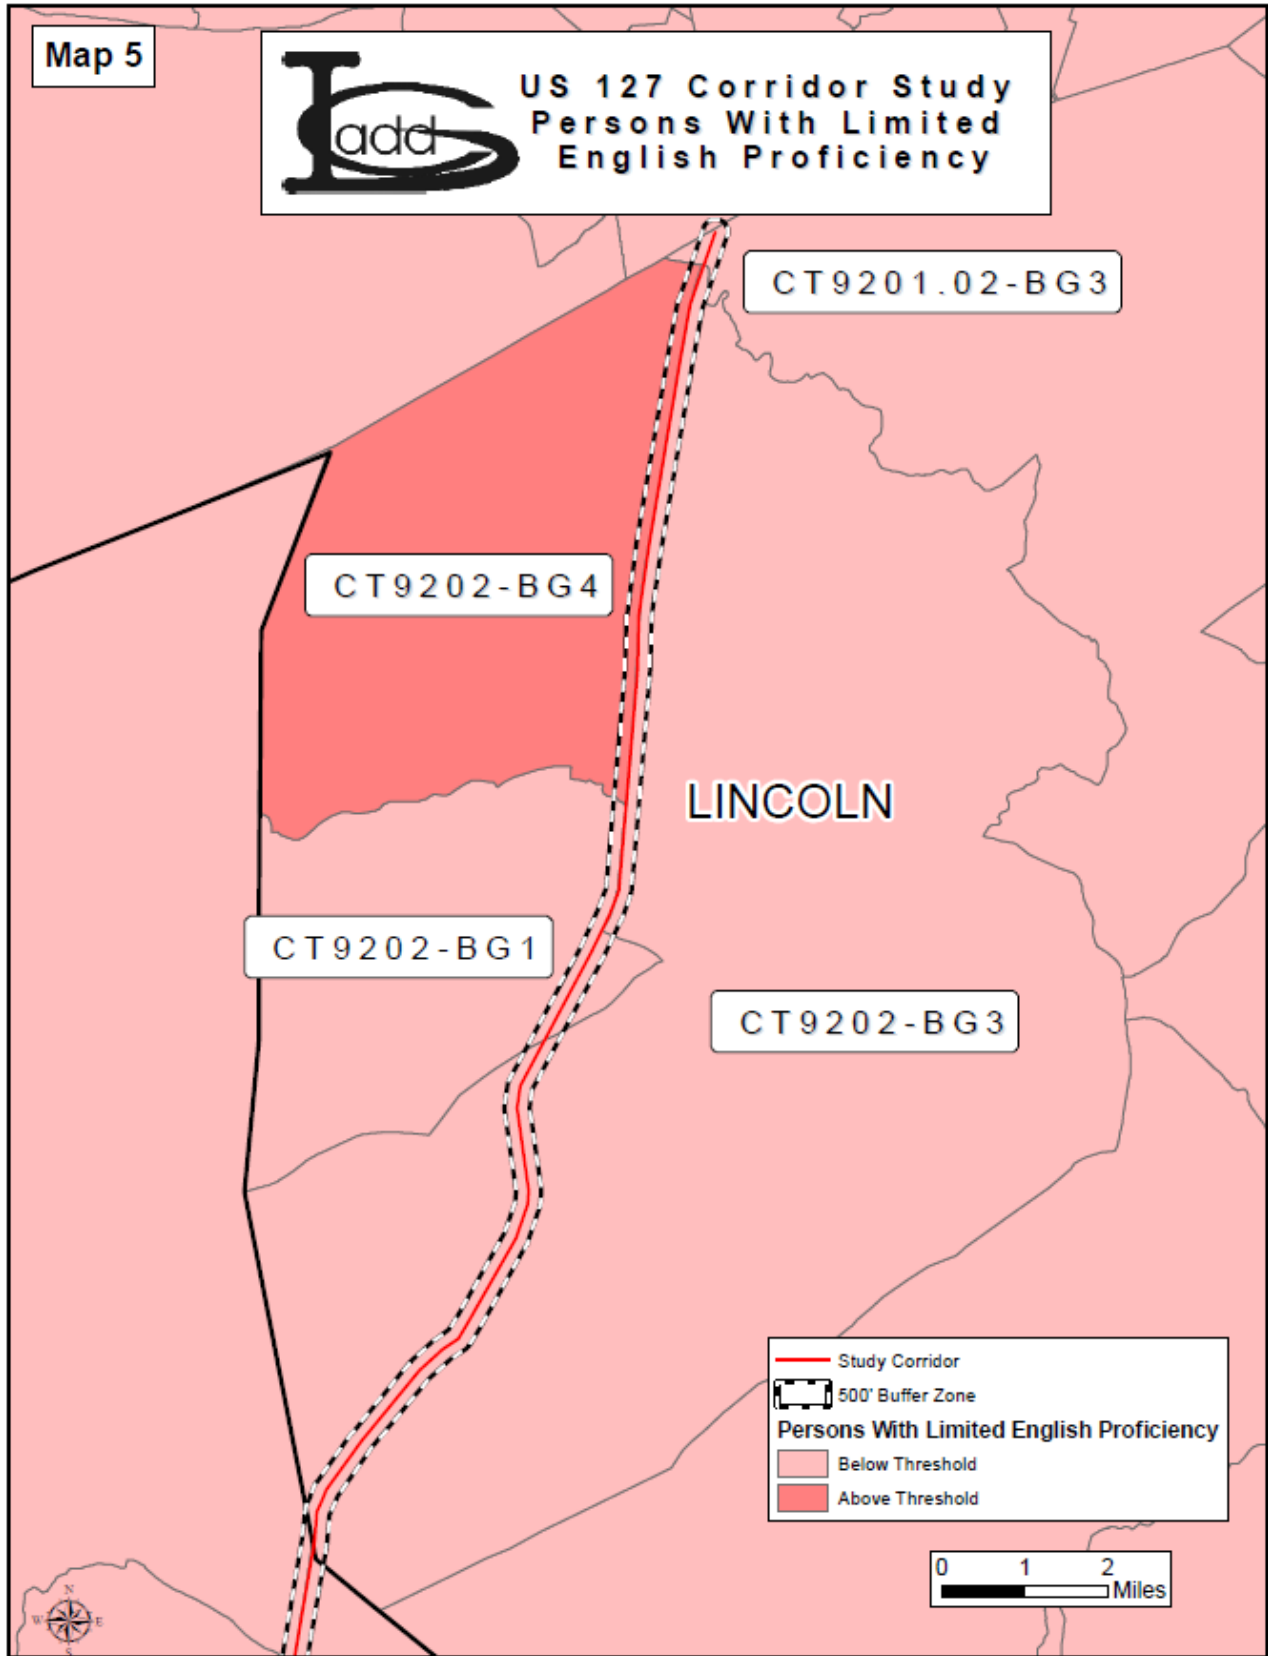 Map 5
L G add
US 127 Corridor Study
Persons With Limited
English Proficiency
CT9201.02-BG3
CT9202-BG4
LINCOLN
CT9202-BG1
CT9202-BG3
Study Corridor
500' Buffer Zone
Persons With Limited English Proficiency
Below Threshold
Above Threshold
0 1 2
Miles
N
W E
S